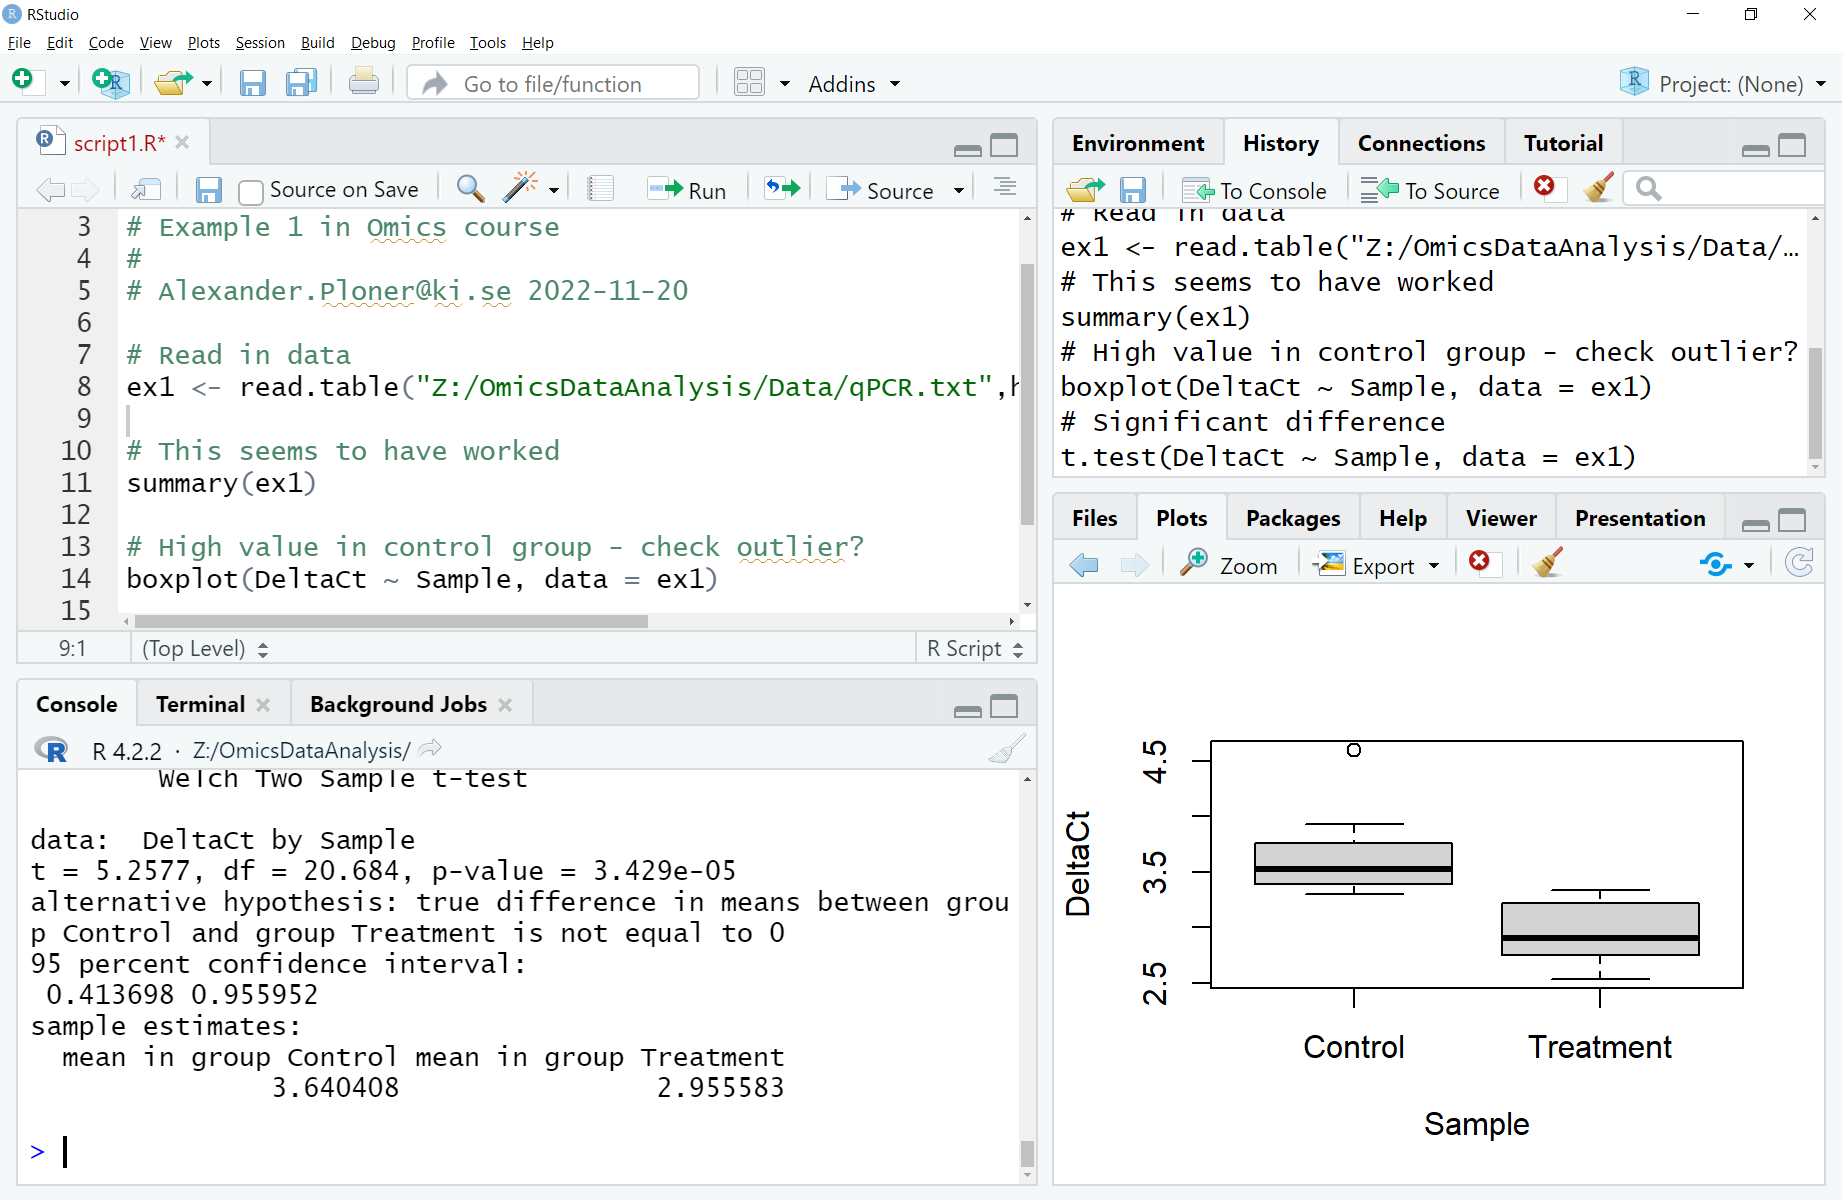 RStudio
File Edit Code View Plots Session Build Debug Profile Tools Help
Go to file/function
Addins
Project: (None)
script1.R*
Source on Save
Run
Source
3 # Example 1 in Omics course
4 #
5 # Alexander.Ploner@ki.se 2022-11-20
6
7 # Read in data
8 ex1 <- read.table("Z:/OmicsDataAnalysis/Data/qPCR.txt",h
9
10 # This seems to have worked
11 summary(ex1)
12
13 # High value in control group - check outlier?
14 boxplot(DeltaCt ~ Sample, data = ex1)
15
9:1 (Top Level) R Script
Console Terminal Background Jobs
R R 4.2.2 · Z:/OmicsDataAnalysis/
Welch Two Sample t-test
data: DeltaCt by Sample
t = 5.2577, df = 20.684, p-value = 3.429e-05
alternative hypothesis: true difference in means between grou
p Control and group Treatment is not equal to 0
95 percent confidence interval:
0.413698 0.955952
sample estimates:
mean in group Control mean in group Treatment
3.640408 2.955583
>
Environment History Connections Tutorial
To Console To Source
# Read in data
ex1 <- read.table("Z:/OmicsDataAnalysis/Data/…
# This seems to have worked
summary(ex1)
# High value in control group - check outlier?
boxplot(DeltaCt ~ Sample, data = ex1)
# Significant difference
t.test(DeltaCt ~ Sample, data = ex1)
Files Plots Packages Help Viewer Presentation
Zoom Export
4.5
3.5
2.5
DeltaCt
Control Treatment
Sample